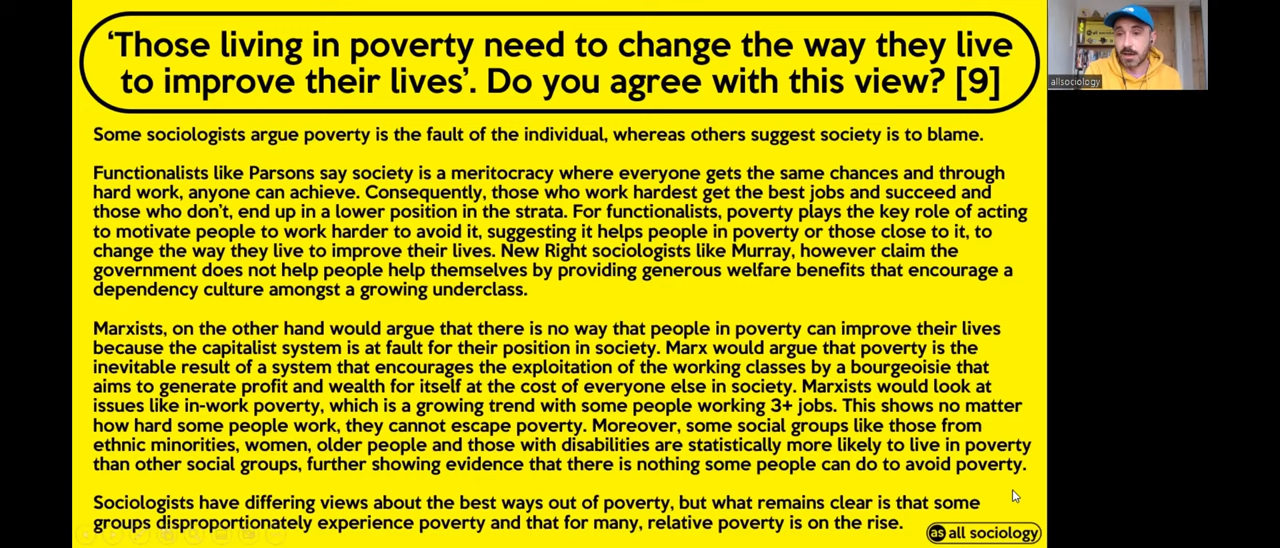 ‘Those living in poverty need to change the way they live
to improve their lives’. Do you agree with this view? [9]
allsociology
Some sociologists argue poverty is the fault of the individual, whereas others suggest society is to blame.
Functionalists like Parsons say society is a meritocracy where everyone gets the same chances and through
hard work, anyone can achieve. Consequently, those who work hardest get the best jobs and succeed and
those who don’t, end up in a lower position in the strata. For functionalists, poverty plays the key role of acting
to motivate people to work harder to avoid it, suggesting it helps people in poverty or those close to it, to
change the way they live to improve their lives. New Right sociologists like Murray, however claim the
government does not help people help themselves by providing generous welfare benefits that encourage a
dependency culture amongst a growing underclass.
Marxists, on the other hand would argue that there is no way that people in poverty can improve their lives
because the capitalist system is at fault for their position in society. Marx would argue that poverty is the
inevitable result of a system that encourages the exploitation of the working classes by a bourgeoisie that
aims to generate profit and wealth for itself at the cost of everyone else in society. Marxists would look at
issues like in-work poverty, which is a growing trend with some people working 3+ jobs. This shows no matter
how hard some people work, they cannot escape poverty. Moreover, some social groups like those from
ethnic minorities, women, older people and those with disabilities are statistically more likely to live in poverty
than other social groups, further showing evidence that there is nothing some people can do to avoid poverty.
Sociologists have differing views about the best ways out of poverty, but what remains clear is that some
groups disproportionately experience poverty and that for many, relative poverty is on the rise.
as all sociology